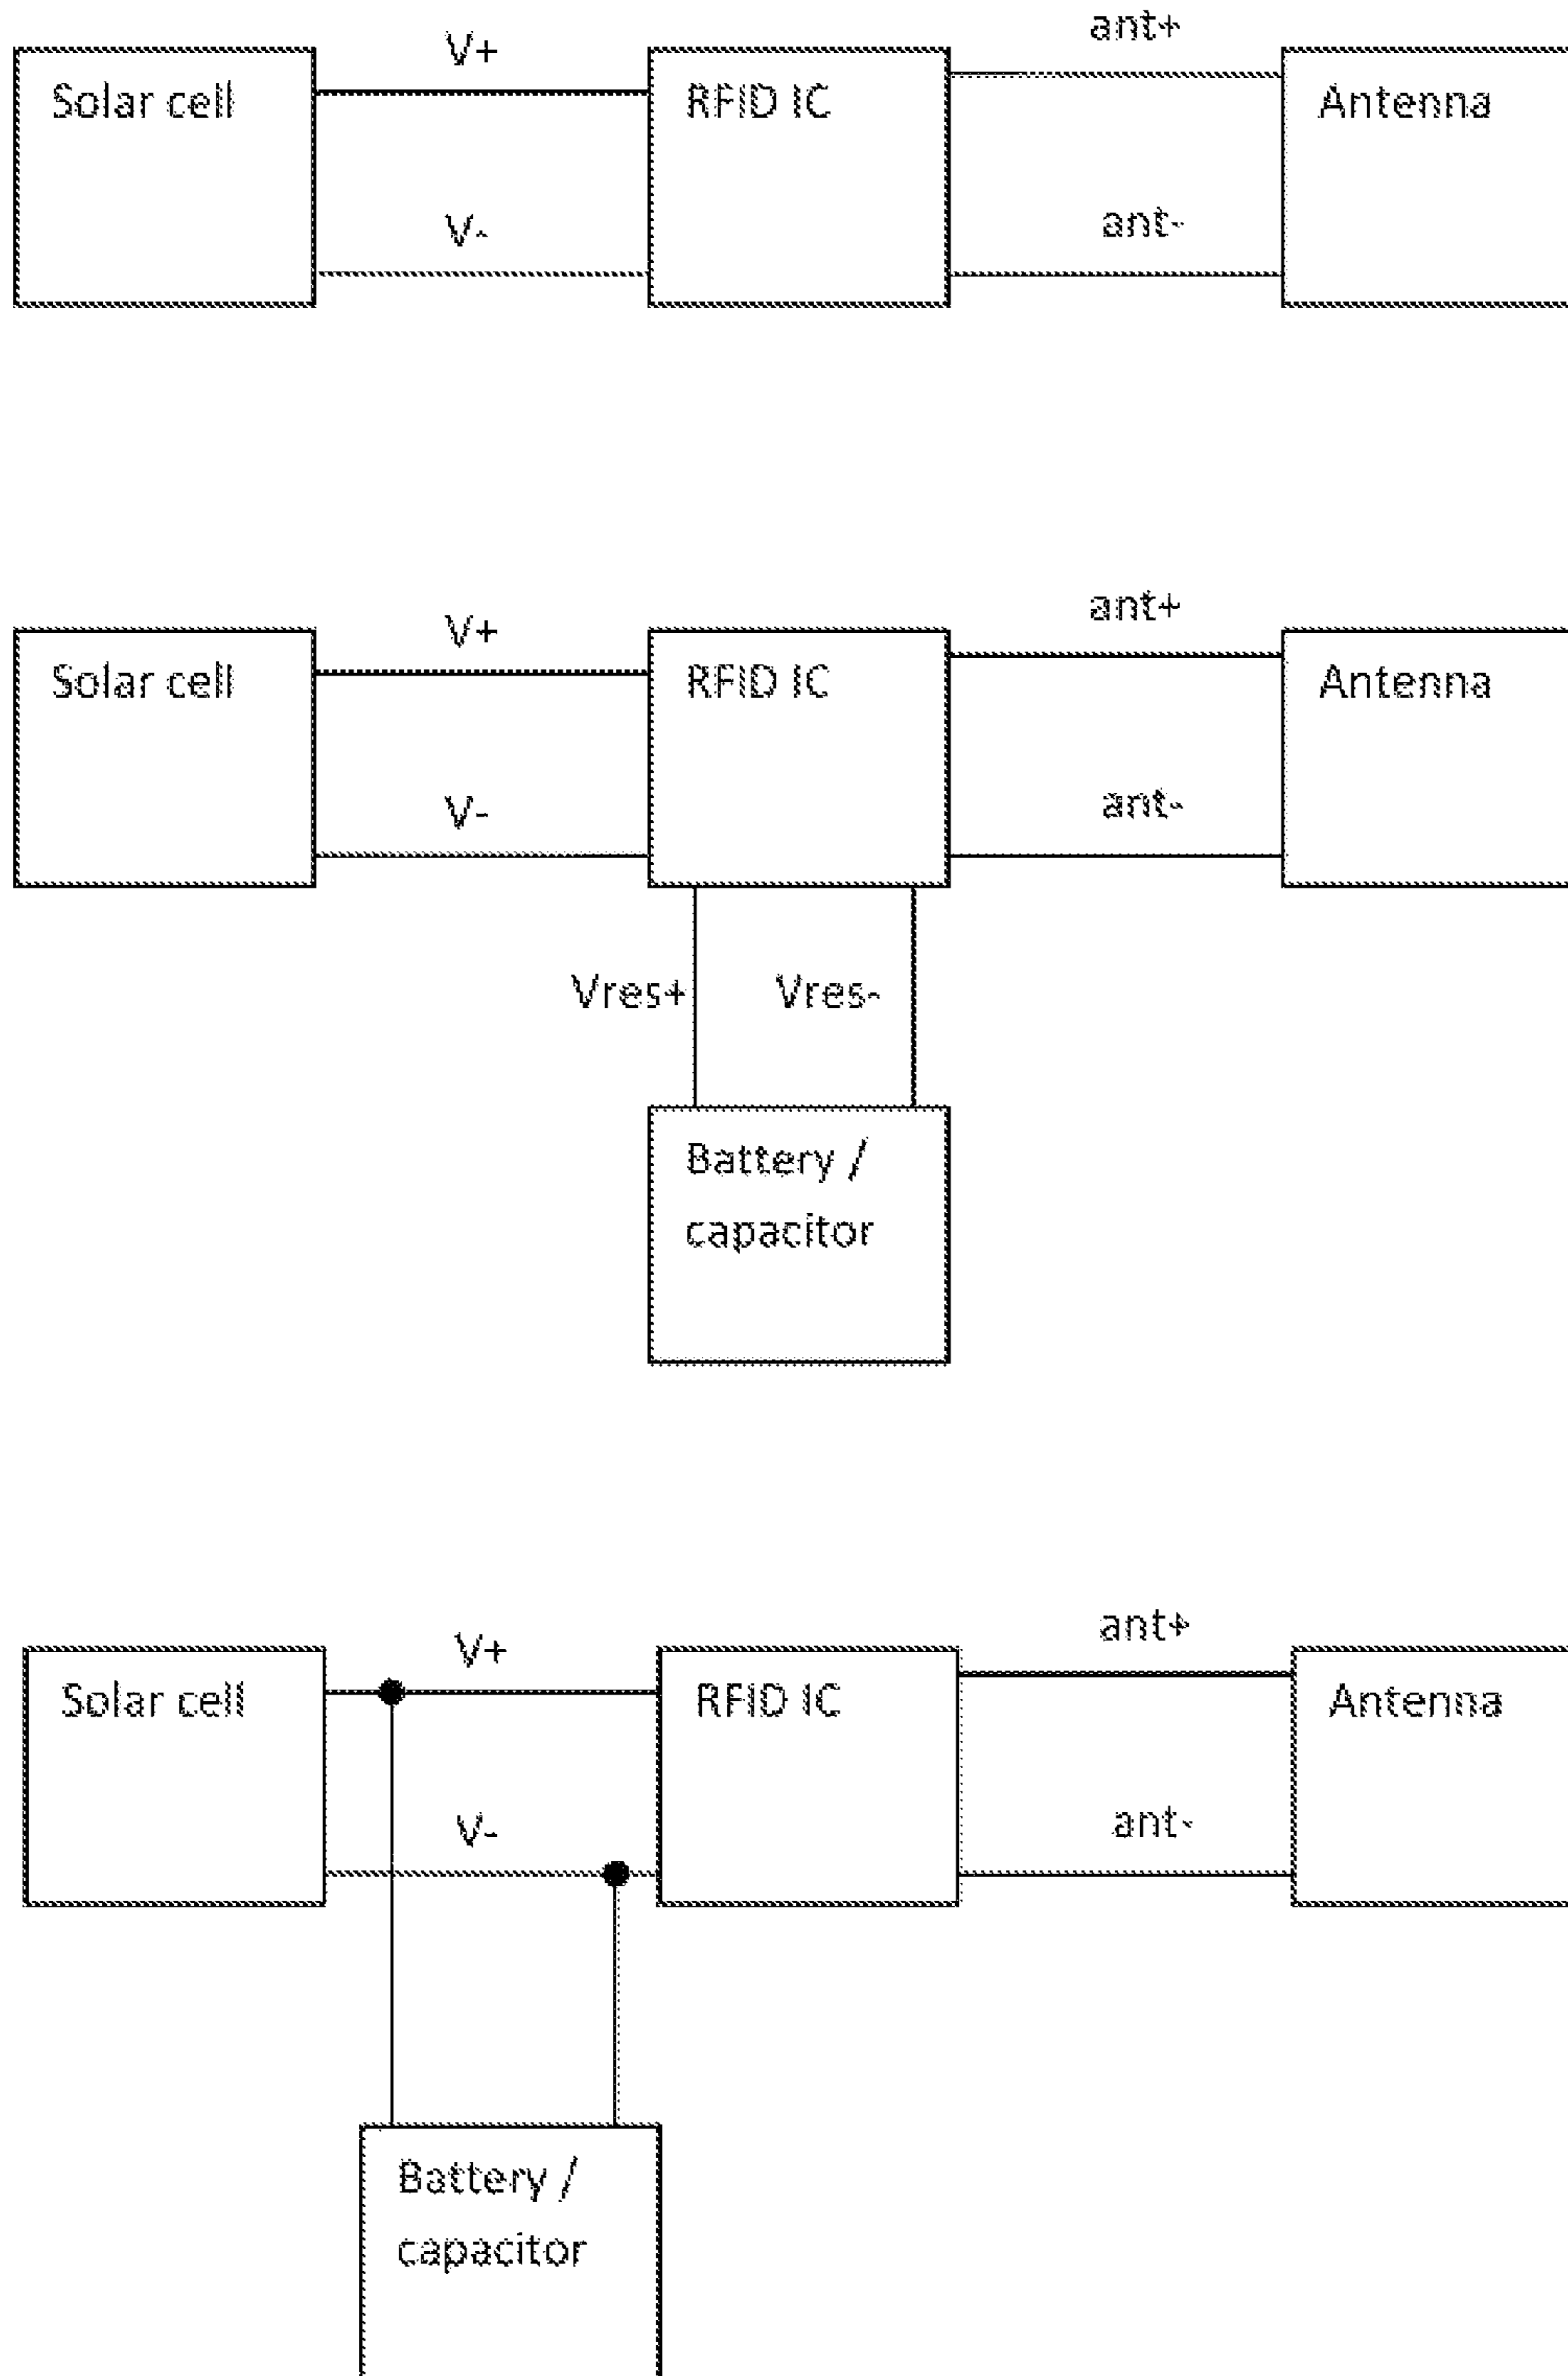 V+
ant+
Solar cell
RFID IC
Antenna
V-
ant-
V+
ant+
Solar cell
RFID IC
Antenna
V-
ant-
Vres+
Vres-
Battery /
capacitor
V+
ant+
Solar cell
RFID IC
Antenna
V-
ant-
Battery /
capacitor